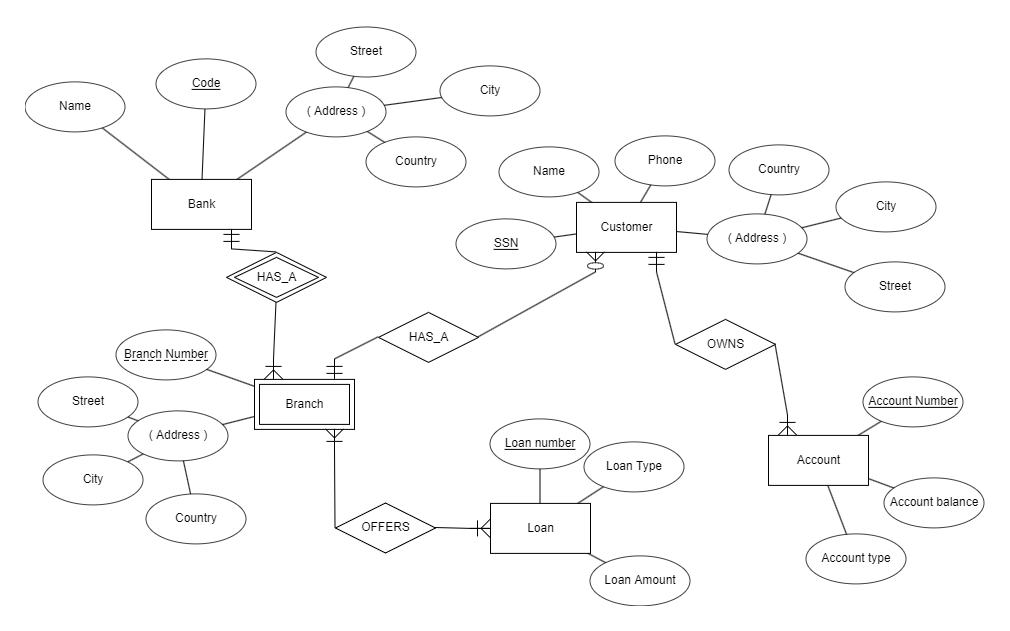 Street
Code
City
Name
( Address )
Country
Bank
Name
Phone
Country
City
Customer
( Address )
SSN
Street
HAS_A
HAS_A
OWNS
Branch Number
Street
Branch
Account Number
( Address )
City
Country
Loan number
Loan Type
Account
Account balance
OFFERS
Loan
Account type
Loan Amount